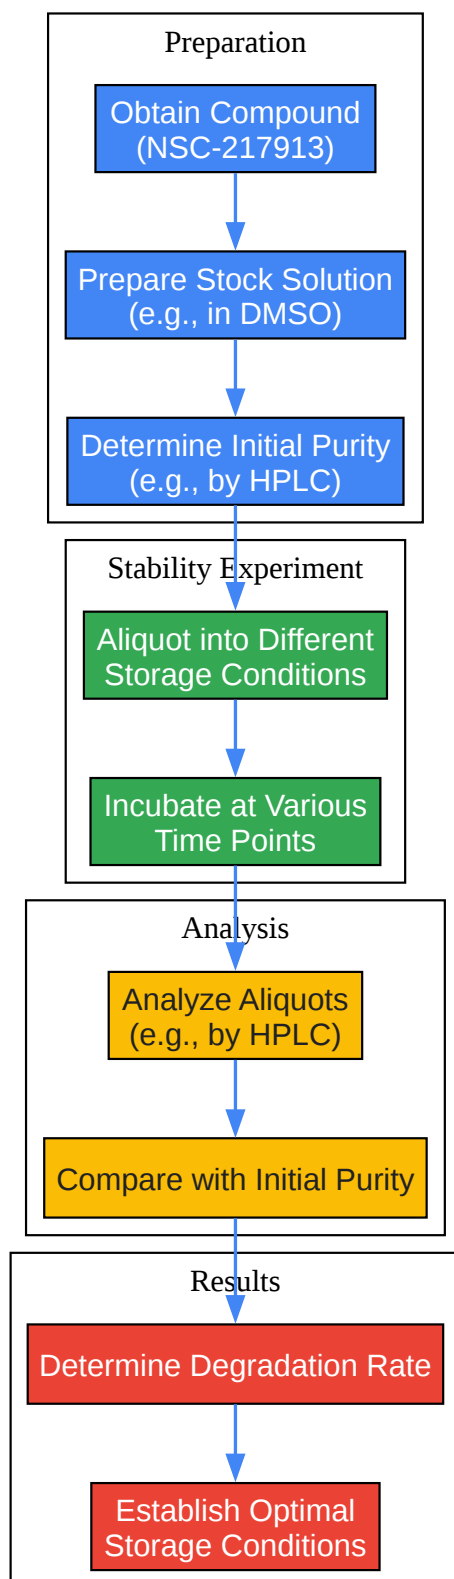 Preparation
Obtain Compound
(NSC-217913)
Prepare Stock Solution
(e.g., in DMSO)
Determine Initial Purity
(e.g., by HPLC)
Stability Experiment
Aliquot into Different
Storage Conditions
Incubate at Various
Time Points
Analysis
Analyze Aliquots
(e.g., by HPLC)
Compare with Initial Purity
Results
Determine Degradation Rate
Establish Optimal
Storage Conditions